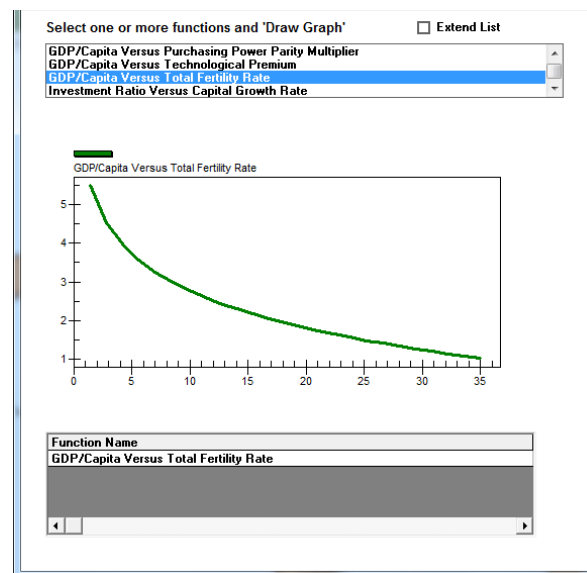 Select one or more functions and 'Draw Graph'
Extend List
GDP/Capita Versus Purchasing Power Parity Multiplier
GDP/Capita Versus Technological Premium
GDP/Capita Versus Total Fertility Rate
Investment Ratio Versus Capital Growth Rate
GDP/Capita Versus Total Fertility Rate
5
4
3
2
1
0 5 10 15 20 25 30 35
Function Name
GDP/Capita Versus Total Fertility Rate